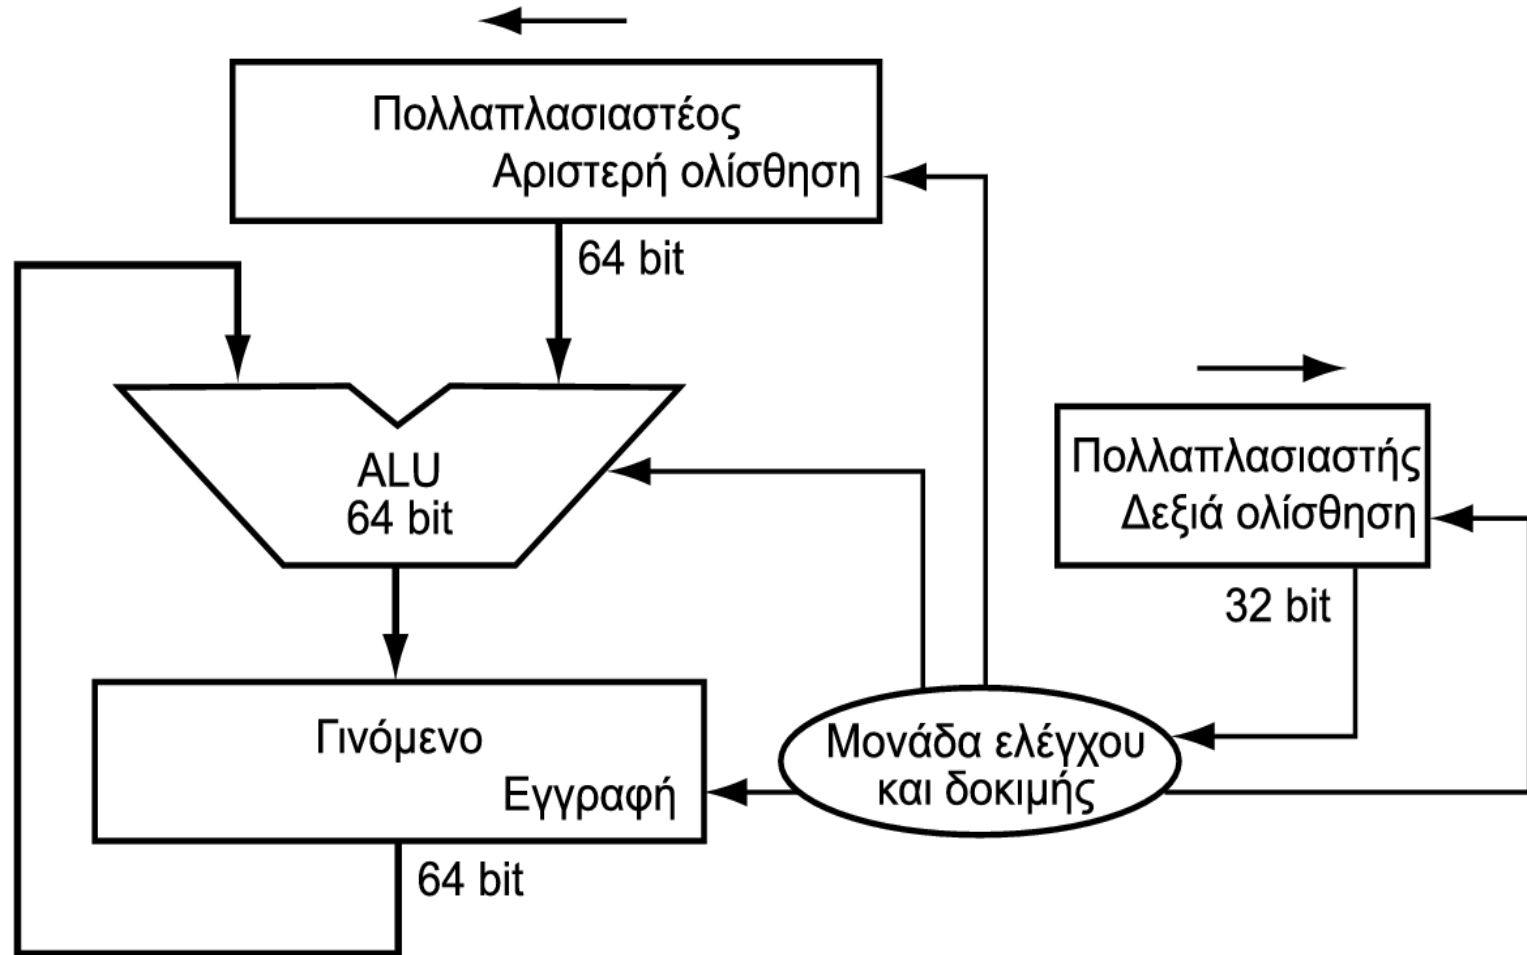 Πολλαπλασιαστέος
Αριστερή ολίσθηση
64 bit
ALU
64 bit
Πολλαπλασιαστής
Δεξιά ολίσθηση
32 bit
Γινόμενο
Εγγραφή
Μονάδα ελέγχου
και δοκιμής
64 bit